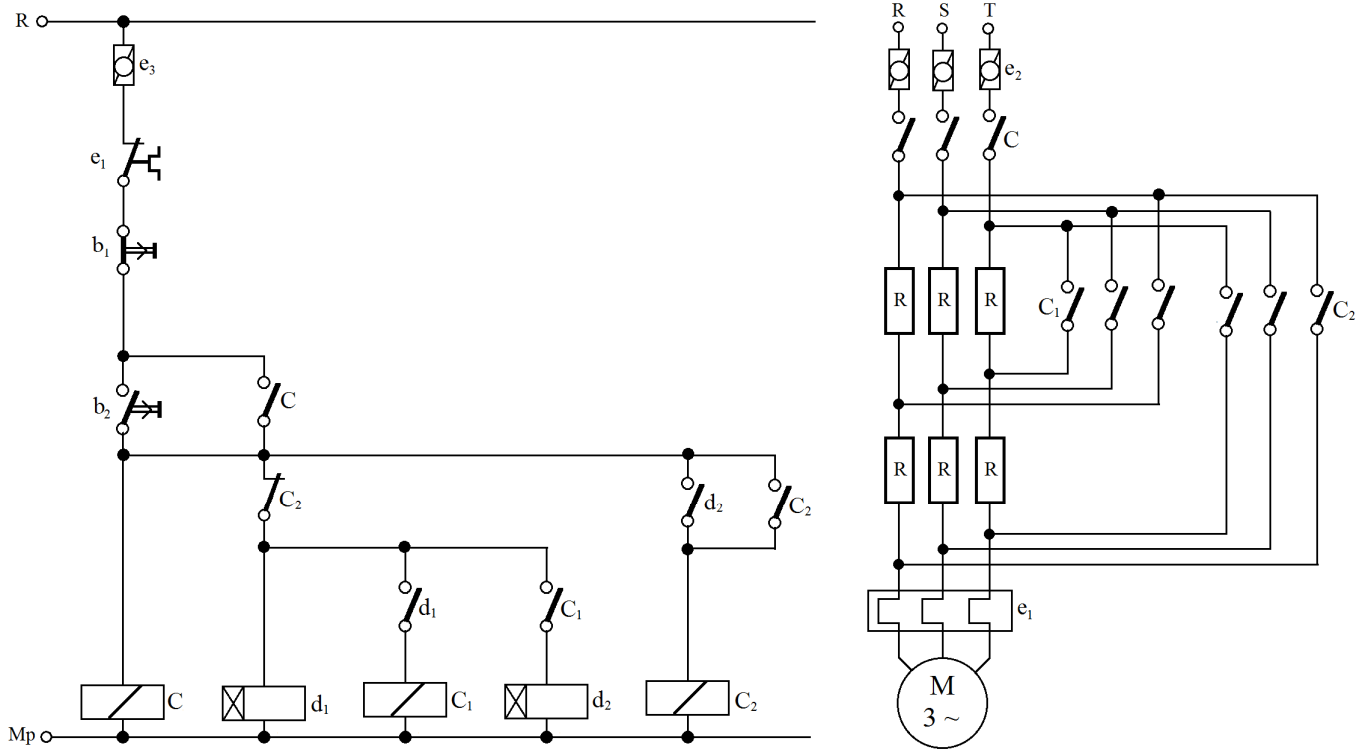 R
e₃
e₁
b₁
b₂
C
C₂
d₂
C₂
d₁
C₁
C
d₁
C₁
d₂
C₂
Mp
R S T
e₂
C
R R R
C₁
C₂
R R R
e₁
M
3 ~